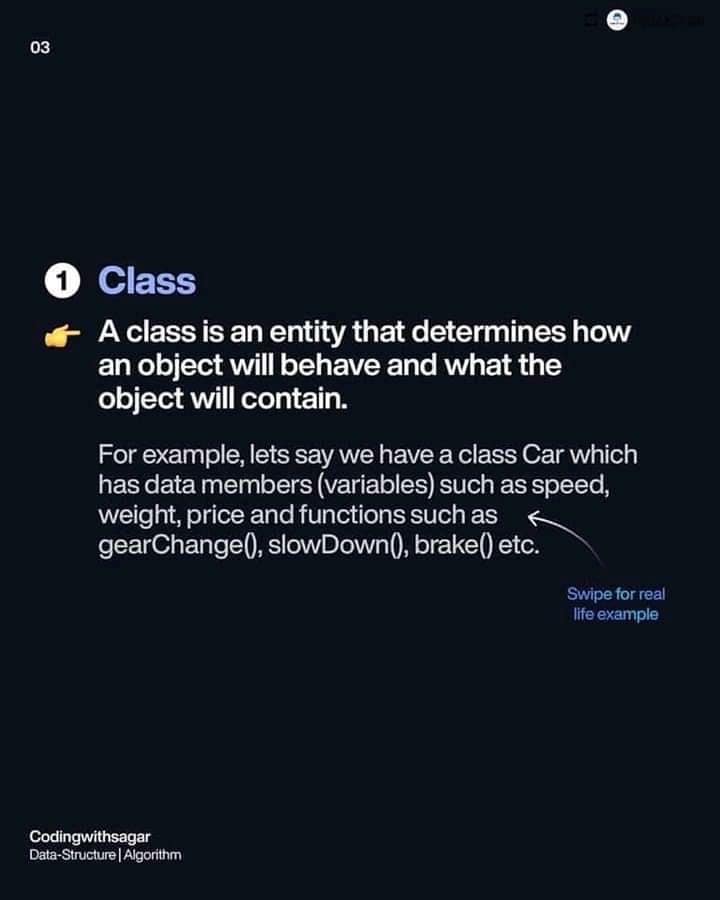 03
1 Class
👉 A class is an entity that determines how
an object will behave and what the
object will contain.
For example, lets say we have a class Car which
has data members (variables) such as speed,
weight, price and functions such as
gearChange(), slowDown(), brake() etc.
Swipe for real
life example
Codingwithsagar
Data-Structure | Algorithm